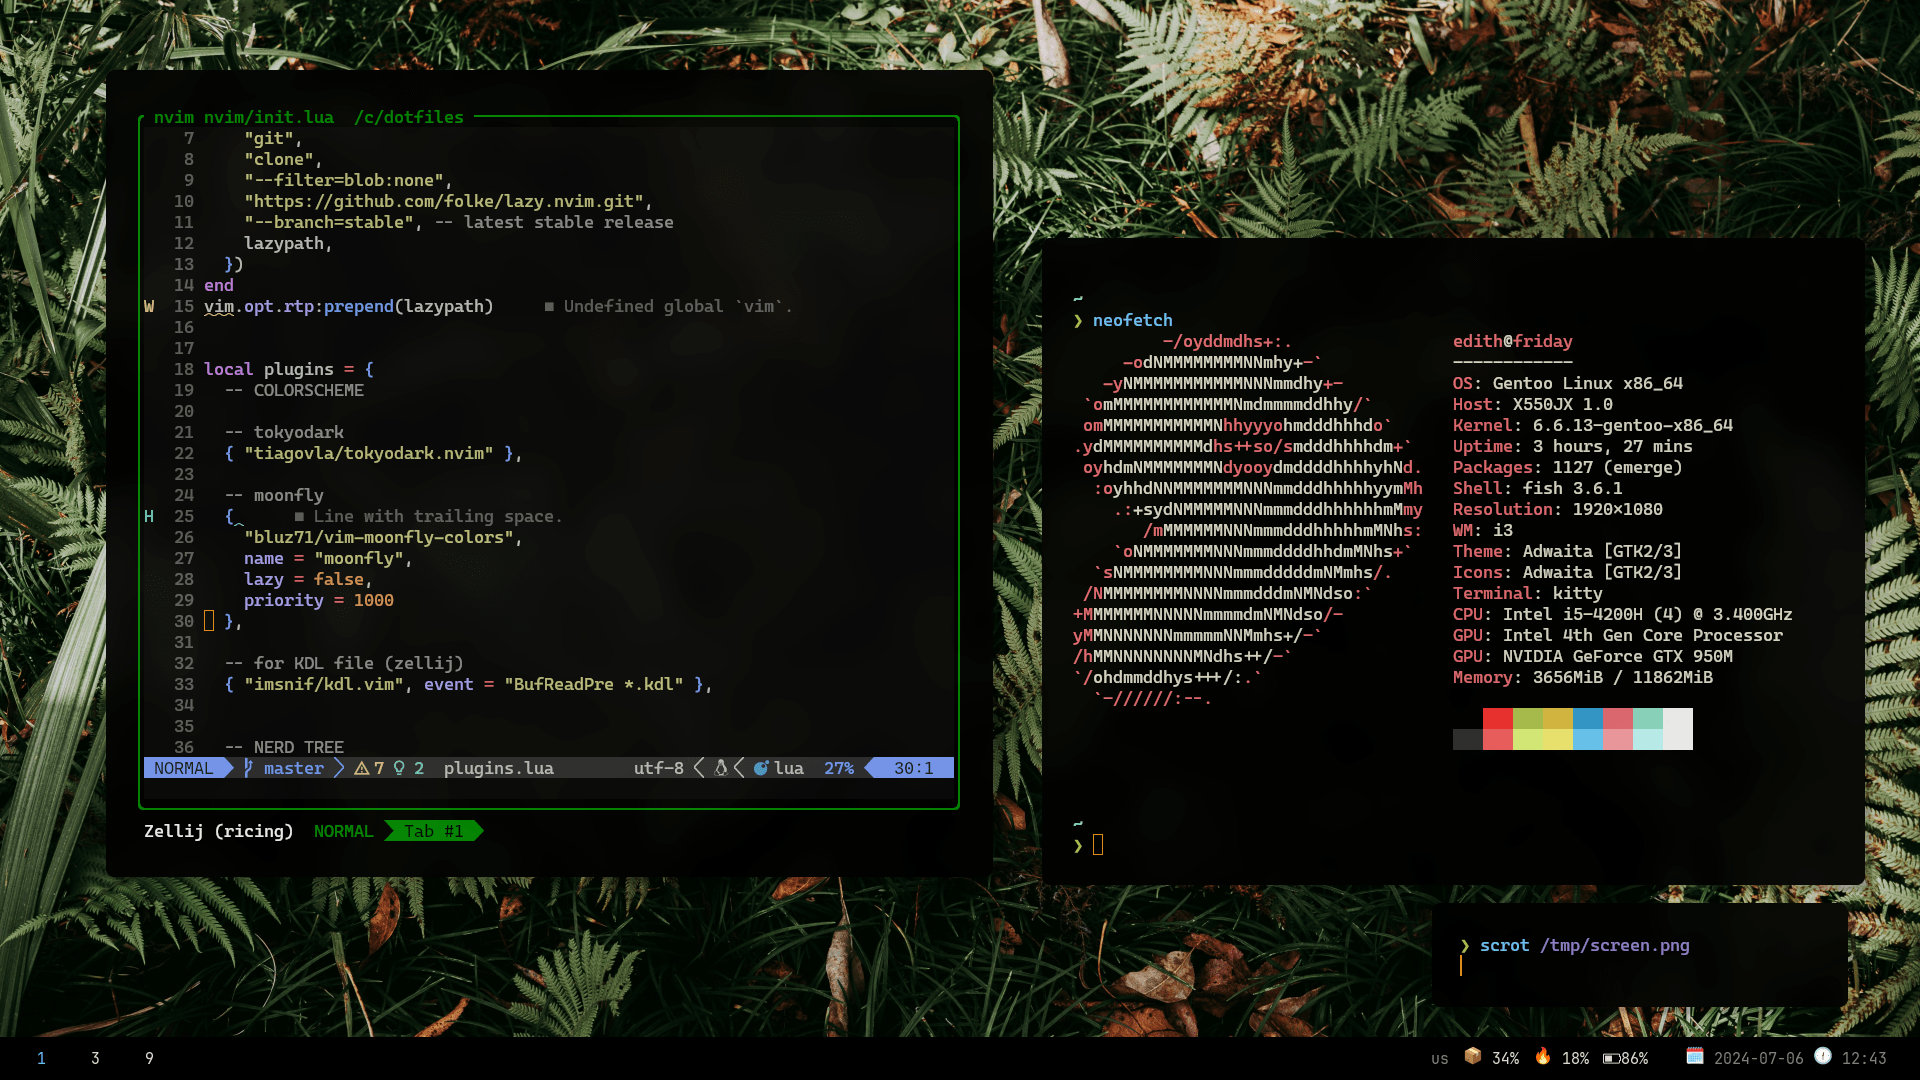 nvim nvim/init.lua  /c/dotfiles
7     "git",
8     "clone",
9     "--filter=blob:none",
10     "https://github.com/folke/lazy.nvim.git",
11     "--branch=stable", -- latest stable release
12     lazypath,
13   })
14 end
W 15 vim.opt.rtp:prepend(lazypath)     ■ Undefined global `vim`.
16
17
18 local plugins = {
19   -- COLORSCHEME
20
21   -- tokyodark
22   { "tiagovla/tokyodark.nvim" },
23
24   -- moonfly
H 25   {      ■ Line with trailing space.
26     "bluz71/vim-moonfly-colors",
27     name = "moonfly",
28     lazy = false,
29     priority = 1000
30   },
31
32   -- for KDL file (zellij)
33   { "imsnif/kdl.vim", event = "BufReadPre *.kdl" },
34
35
36   -- NERD TREE
NORMAL master 7 2 plugins.lua utf-8 lua 27% 30:1
Zellij (ricing)  NORMAL  Tab #1
~
❯ neofetch
         -/oyddmdhs+:.
     -odNMMMMMMMMNNmhy+-`
   -yNMMMMMMMMMMMNNNmmdhy+-
 `omMMMMMMMMMMMMNmdmmmmddhhy/`
 omMMMMMMMMMMMNhhyyyohmdddhhhdo`
.ydMMMMMMMMMMdhs++so/smdddhhhhdm+`
 oyhdmNMMMMMMMNdyooydmddddhhhhyhNd.
  :oyhhdNNMMMMMMMNNNmmdddhhhhhyymMh
    .:+sydNMMMMMNNNmmmdddhhhhhhmMmy
       /mMMMMMMNNNmmmdddhhhhhmMNhs:
    `oNMMMMMMMNNNmmmddddhhdmMNhs+`
  `sNMMMMMMMMNNNmmmdddddmNMmhs/.
 /NMMMMMMMMNNNNmmmdddmNMNdso:`
+MMMMMMMNNNNNmmmmdmNMNdso/-
yMMNNNNNNNmmmmmNNMmhs+/-`
/hMMNNNNNNNNMNdhs++/-`
`/ohdmmddhys+++/:.`
  `-//////:--.
edith@friday
------------
OS: Gentoo Linux x86_64
Host: X550JX 1.0
Kernel: 6.6.13-gentoo-x86_64
Uptime: 3 hours, 27 mins
Packages: 1127 (emerge)
Shell: fish 3.6.1
Resolution: 1920x1080
WM: i3
Theme: Adwaita [GTK2/3]
Icons: Adwaita [GTK2/3]
Terminal: kitty
CPU: Intel i5-4200H (4) @ 3.400GHz
GPU: Intel 4th Gen Core Processor
GPU: NVIDIA GeForce GTX 950M
Memory: 3656MiB / 11862MiB
~
❯
❯ scrot /tmp/screen.png
1 3 9
us 📦 34% 🔥 18% 86% 2024-07-06 12:43